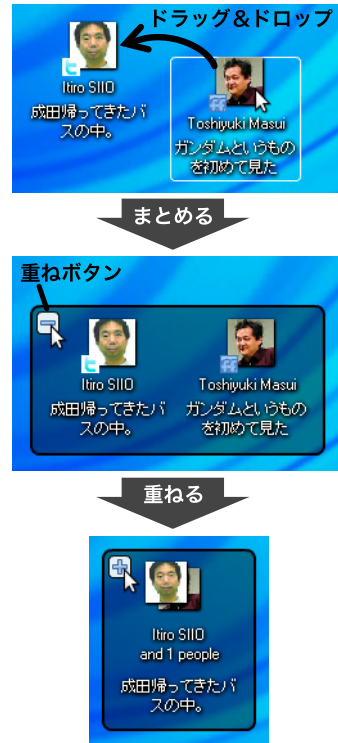 ドラッグ&ドロップ
Itiro SIIO
成田帰ってきたバ
スの中。
Toshiyuki Masui
ガンダムというもの
を初めて見た
まとめる
重ねボタン
Itiro SIIO
成田帰ってきたバ
スの中。
Toshiyuki Masui
ガンダムというもの
を初めて見た
重ねる
Itiro SIIO
and 1 people
成田帰ってきたバ
スの中。